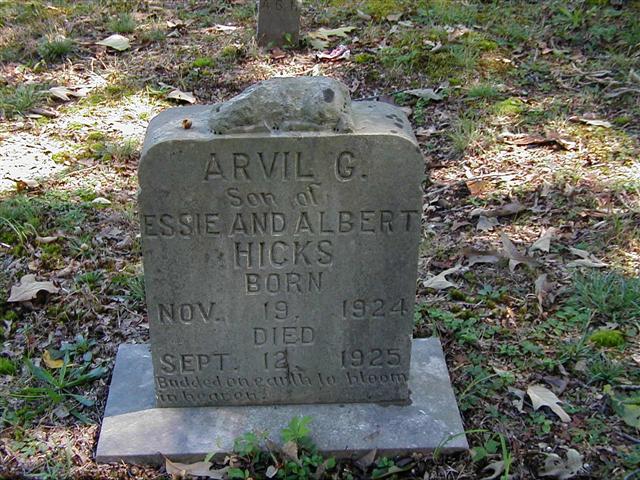 ARVIL G.
Son of
ESSIE AND ALBERT
HICKS
BORN
NOV. 19, 1924
DIED
SEPT. 12, 1925
Budded on earth to bloom
in heaven.